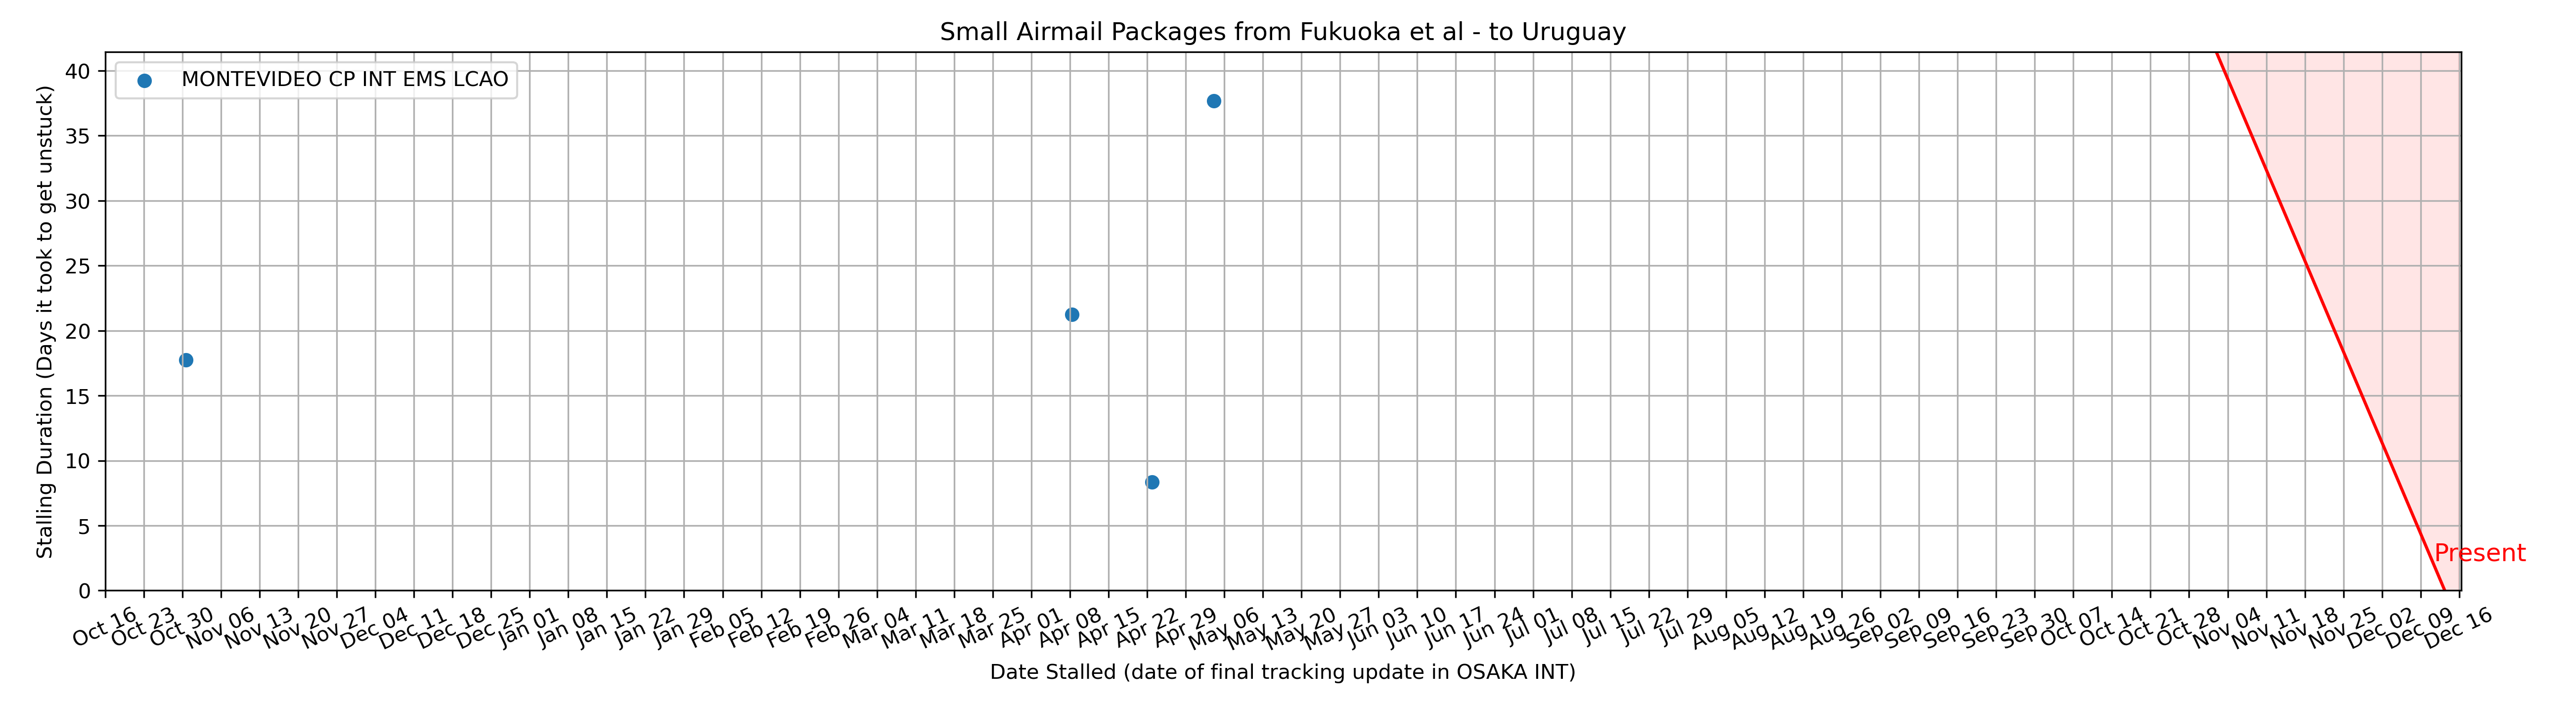 Small Airmail Packages from Fukuoka et al - to Uruguay
MONTEVIDEO CP INT EMS LCAO
Stalling Duration (Days it took to get unstuck)
40
35
30
25
20
15
10
5
0
Present
Oct 16
Oct 23
Oct 30
Nov 06
Nov 13
Nov 20
Nov 27
Dec 04
Dec 11
Dec 18
Dec 25
Jan 01
Jan 08
Jan 15
Jan 22
Jan 29
Feb 05
Feb 12
Feb 19
Feb 26
Mar 04
Mar 11
Mar 18
Mar 25
Apr 01
Apr 08
Apr 15
Apr 22
Apr 29
May 06
May 13
May 20
May 27
Jun 03
Jun 10
Jun 17
Jun 24
Jul 01
Jul 08
Jul 15
Jul 22
Jul 29
Aug 05
Aug 12
Aug 19
Aug 26
Sep 02
Sep 09
Sep 16
Sep 23
Sep 30
Oct 07
Oct 14
Oct 21
Oct 28
Nov 04
Nov 11
Nov 18
Nov 25
Dec 02
Dec 09
Dec 16
Date Stalled (date of final tracking update in OSAKA INT)